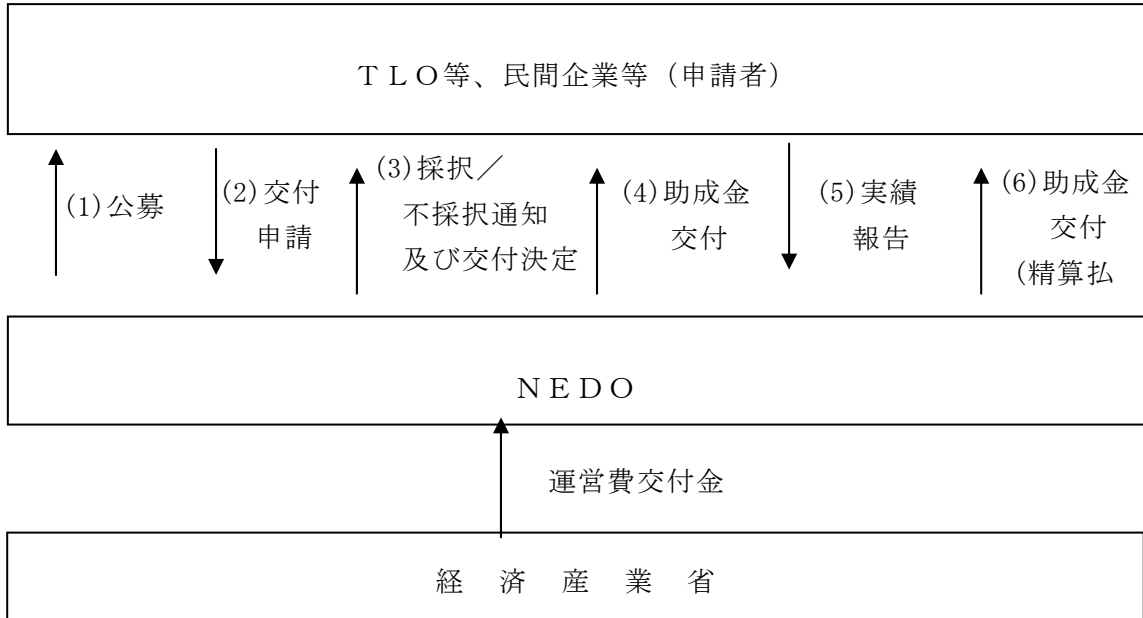 ＴＬＯ等、民間企業等（申請者）
(1)公募
(2)交付
申請
(3)採択／
不採択通知
及び交付決定
(4)助成金
交付
(5)実績
報告
(6)助成金
交付
(精算払
ＮＥＤＯ
運営費交付金
経　済　産　業　省